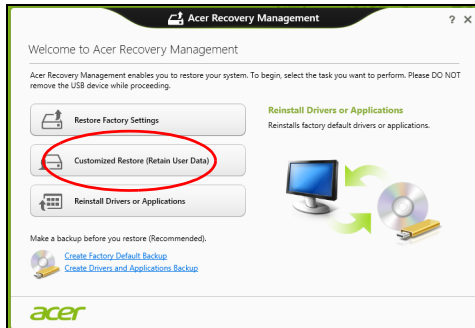 Acer Recovery Management
? X
Welcome to Acer Recovery Management
Acer Recovery Management enables you to restore your system. To begin, select the task you want to perform. Please DO NOT
remove the USB device while proceeding.
Restore Factory Settings
Customized Restore (Retain User Data)
Reinstall Drivers or Applications
Reinstall Drivers or Applications
Reinstalls factory default drivers or applications.
Make a backup before you restore (Recommended).
Create Factory Default Backup
Create Drivers and Applications Backup
acer